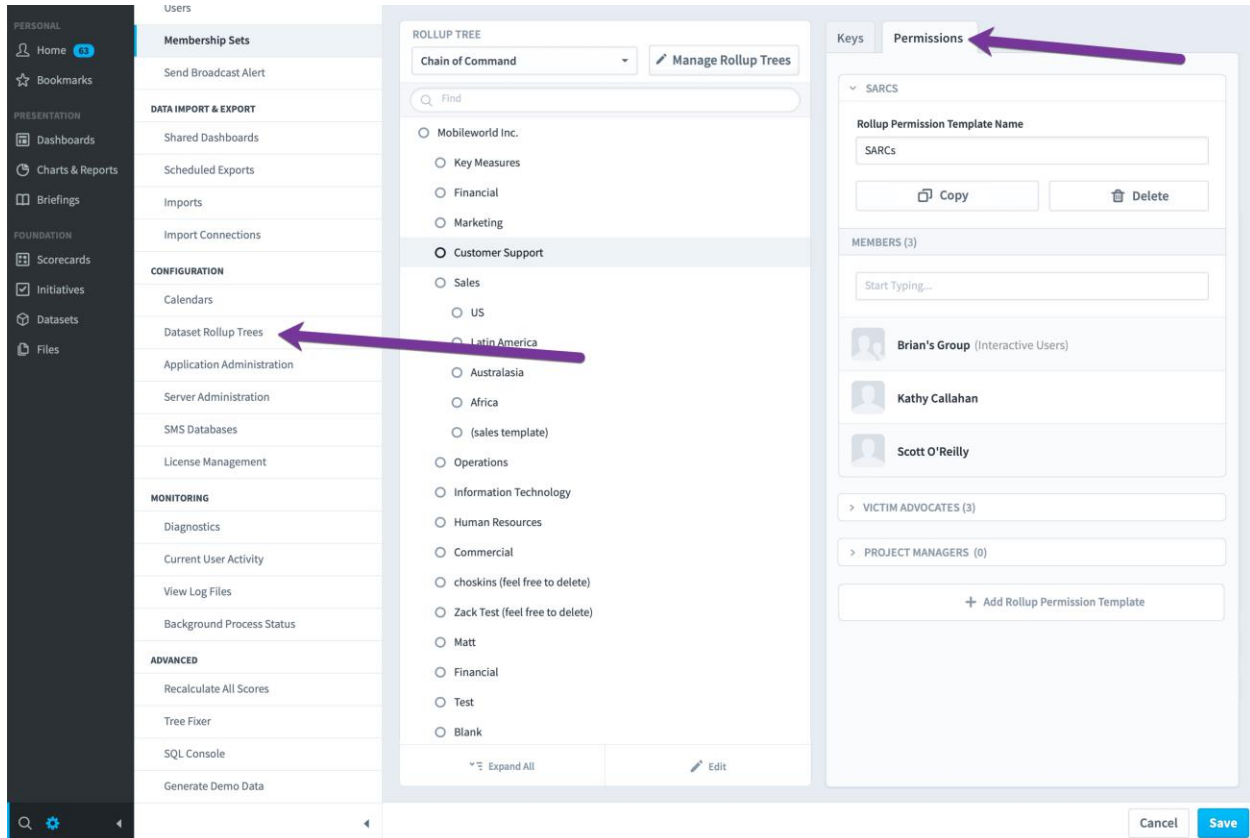 PERSONAL
Home 63
Bookmarks
PRESENTATION
Dashboards
Charts & Reports
Briefings
FOUNDATION
Scorecards
Initiatives
Datasets
Files
Users
Membership Sets
Send Broadcast Alert
DATA IMPORT & EXPORT
Shared Dashboards
Scheduled Exports
Imports
Import Connections
CONFIGURATION
Calendars
Dataset Rollup Trees
Application Administration
Server Administration
SMS Databases
License Management
MONITORING
Diagnostics
Current User Activity
View Log Files
Background Process Status
ADVANCED
Recalculate All Scores
Tree Fixer
SQL Console
Generate Demo Data
ROLLUP TREE
Chain of Command
Manage Rollup Trees
Find
Mobileworld Inc.
Key Measures
Financial
Marketing
Customer Support
Sales
US
Latin America
Australasia
Africa
(sales template)
Operations
Information Technology
Human Resources
Commercial
choskins (feel free to delete)
Zack Test (feel free to delete)
Matt
Financial
Test
Blank
Expand All
Edit
Keys
Permissions
SARCS
Rollup Permission Template Name
SARCs
Copy
Delete
MEMBERS (3)
Start Typing...
Brian's Group (Interactive Users)
Kathy Callahan
Scott O'Reilly
VICTIM ADVOCATES (3)
PROJECT MANAGERS (0)
+ Add Rollup Permission Template
Cancel
Save